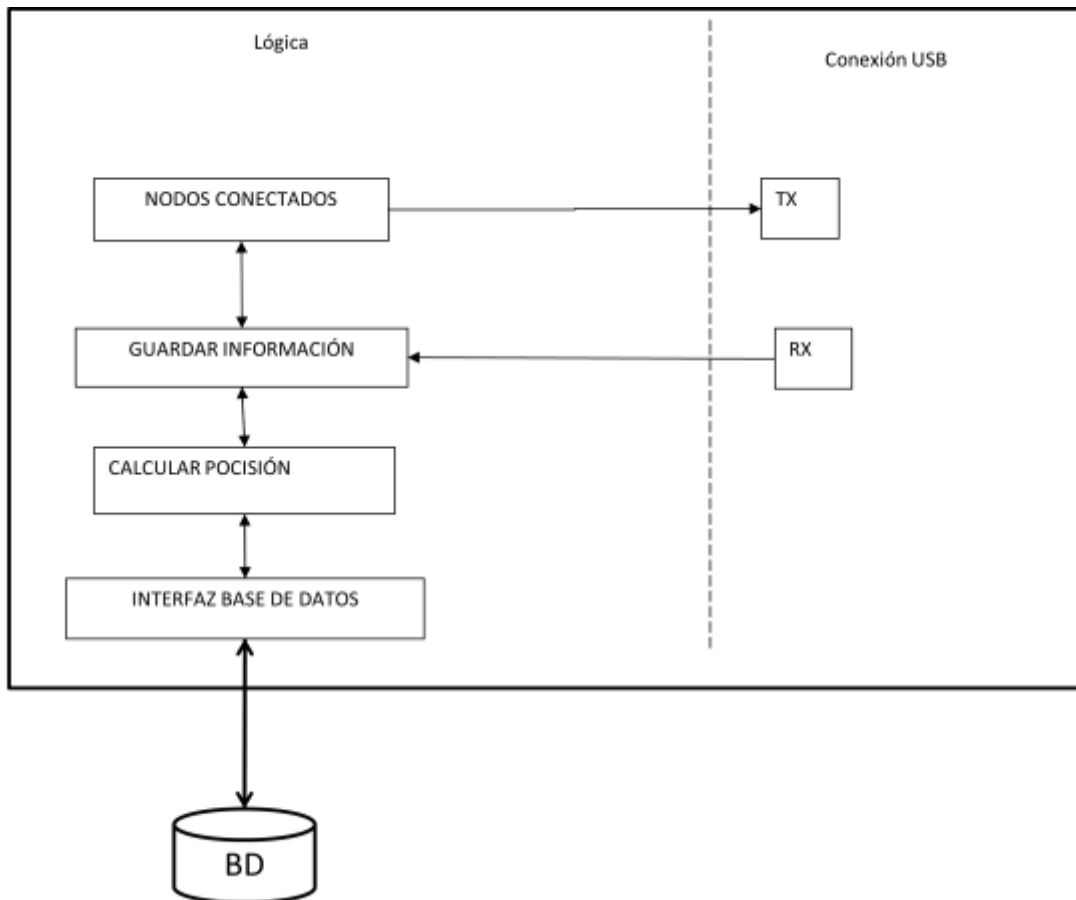 Lógica
Conexión USB
NODOS CONECTADOS
TX
GUARDAR INFORMACIÓN
RX
CALCULAR POCISIÓN
INTERFAZ BASE DE DATOS
BD